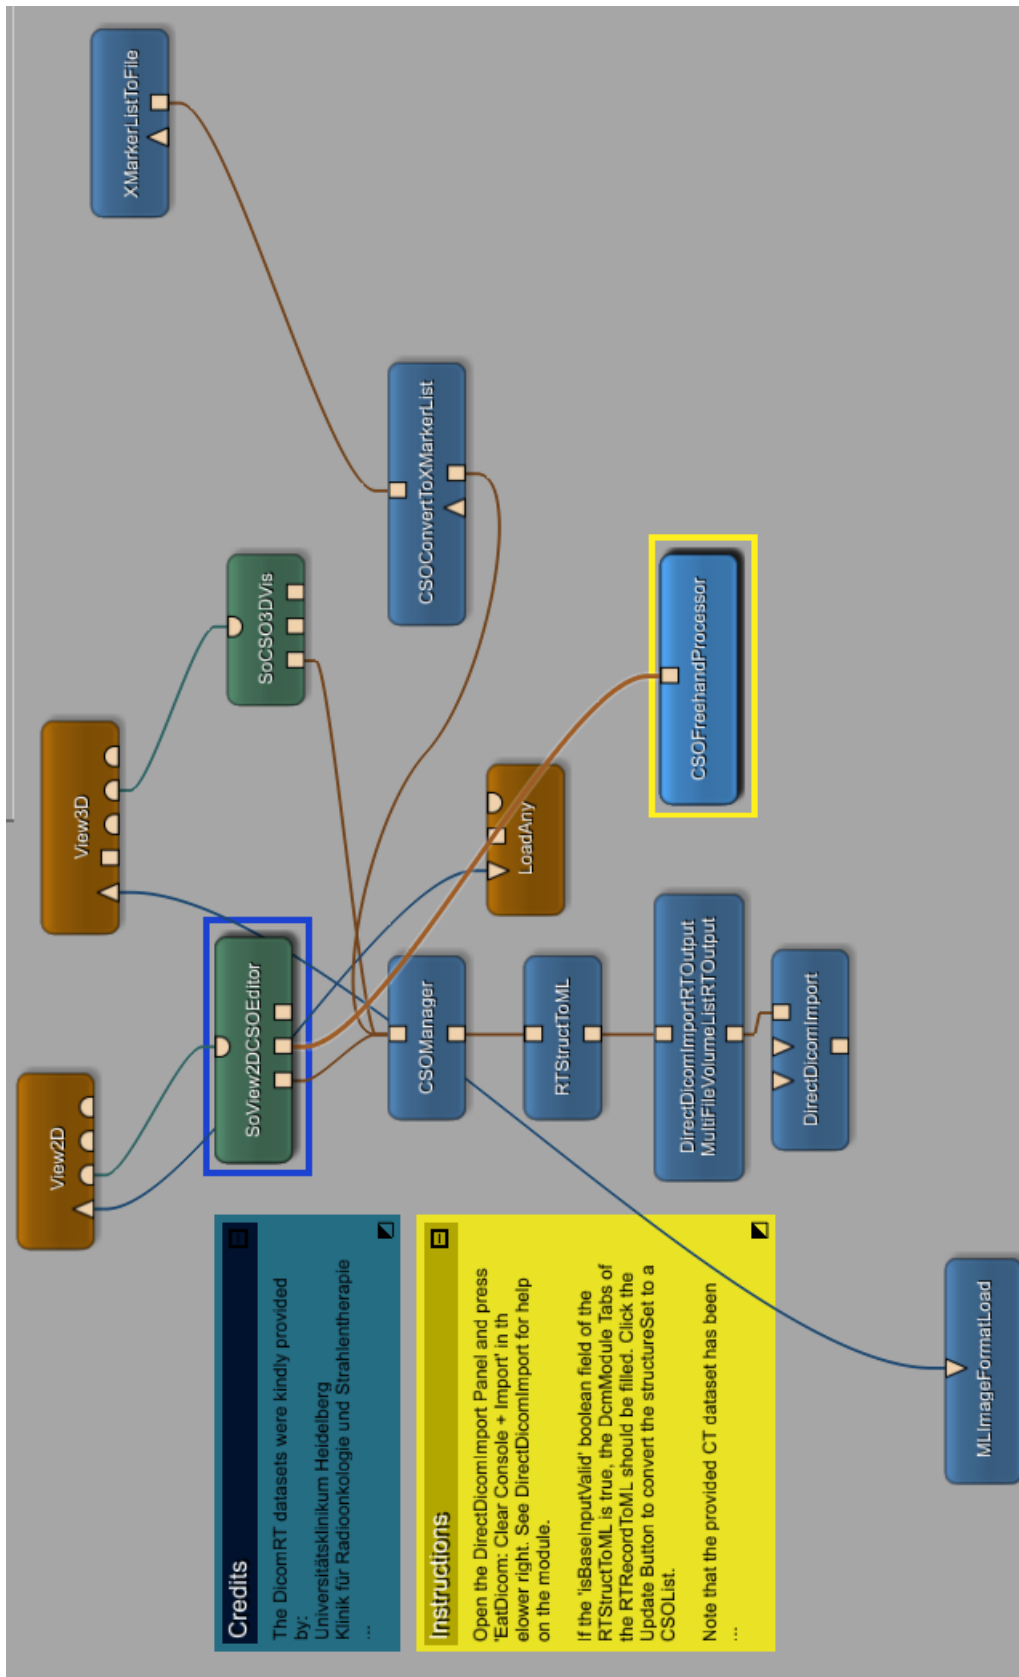 Credits
The DicomRT datasets were kindly provided
by:
Universitätsklinikum Heidelberg
Klinik für Radioonkologie und Strahlentherapie
...
Instructions
Open the DirectDicomImport Panel and press
'EatDicom: Clear Console + Import' in th
elower right. See DirectDicomImport for help
on the module.
If the 'isBaseInputValid' boolean field of the
RTStructToML is true, the DcmModule Tabs of
the RTRecordToML should be filled. Click the
Update Button to convert the structureSet to a
CSOList.
Note that the provided CT dataset has been
...
View2D
View3D
XMarkerListToFile
SoView2DCSOEditor
SoCSO3DVis
CSOManager
CSOConvertToXMarkerList
LoadAny
RTStructToML
CSOFreehandProcessor
DirectDicomImportRTOutput
MultiFileVolumeListRTOutput
DirectDicomImport
MLImageFormatLoad